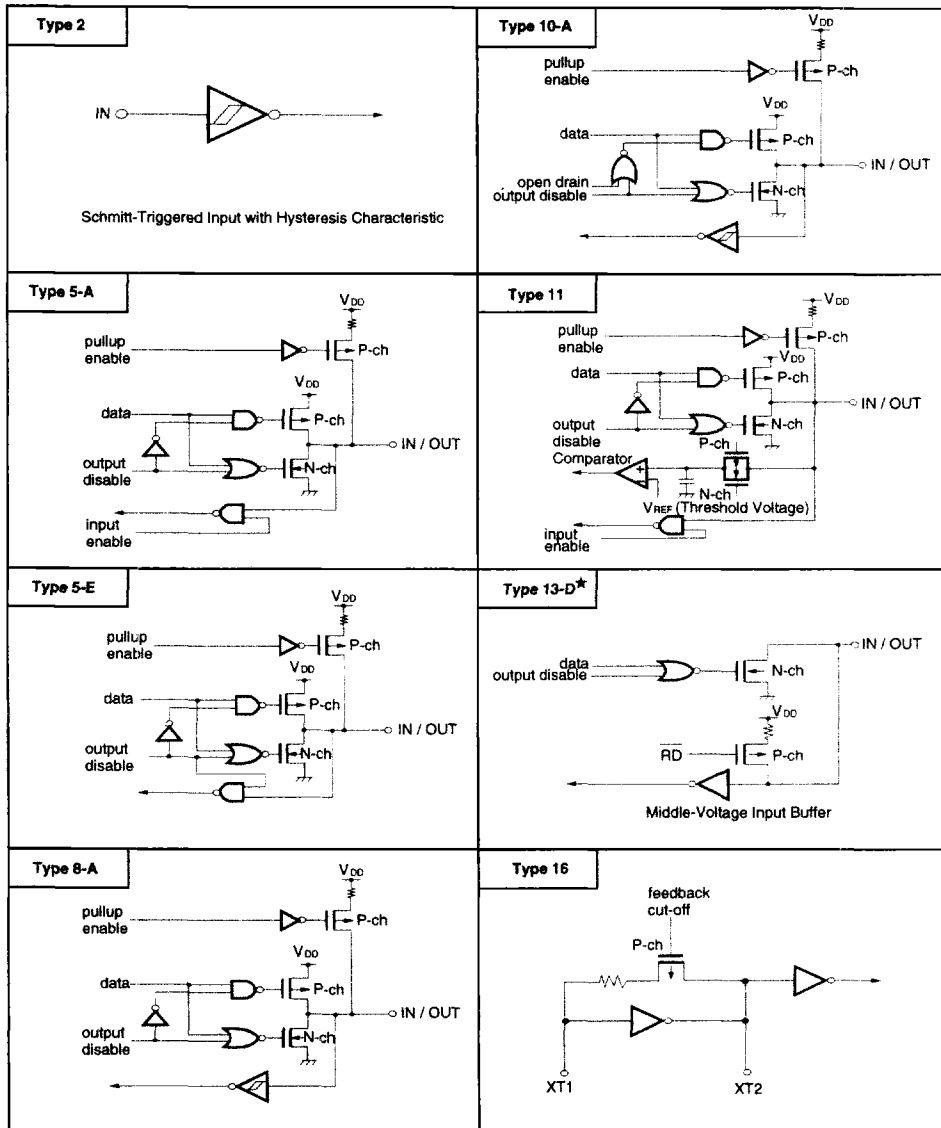 Type 2
IN
Schmitt-Triggered Input with Hysteresis Characteristic
Type 10-A
VDD
pullup
enable
P-ch
VDD
data
P-ch
IN / OUT
open drain
output disable
N-ch
Type 5-A
VDD
pullup
enable
P-ch
VDD
data
P-ch
IN / OUT
output
disable
N-ch
input
enable
Type 11
VDD
pullup
enable
P-ch
VDD
data
P-ch
IN / OUT
output
disable
N-ch
P-ch
Comparator
+
-
N-ch
VREF (Threshold Voltage)
input
enable
Type 5-E
VDD
pullup
enable
P-ch
VDD
data
P-ch
IN / OUT
output
disable
N-ch
Type 13-D★
IN / OUT
data
output disable
N-ch
VDD
RD
P-ch
Middle-Voltage Input Buffer
Type 8-A
VDD
pullup
enable
P-ch
VDD
data
P-ch
IN / OUT
output
disable
N-ch
Type 16
feedback
cut-off
P-ch
XT1
XT2